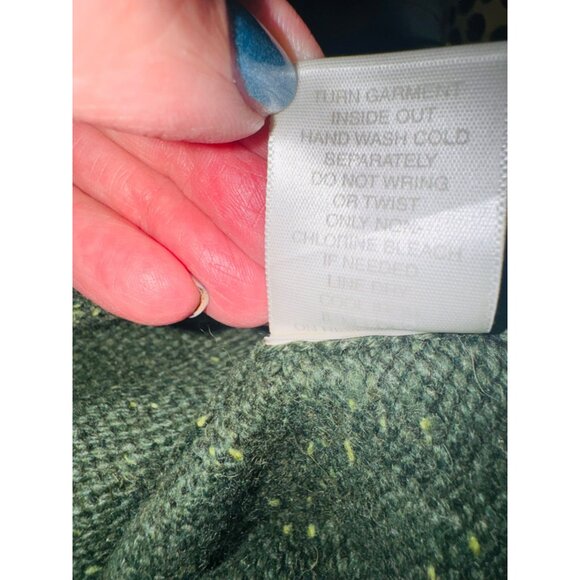 TURN GARMENT
INSIDE OUT
HAND WASH COLD
SEPARATELY
DO NOT WRING
OR TWIST
ONLY NON-
CHLORINE BLEACH
IF NEEDED
LINE